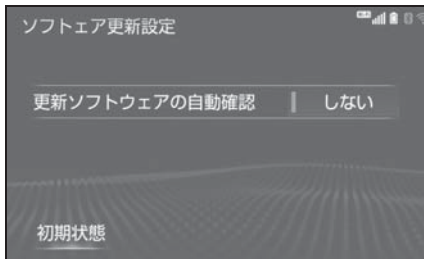 ソフトェア更新設定
更新ソフトウェアの自動確認 しない
初期状態